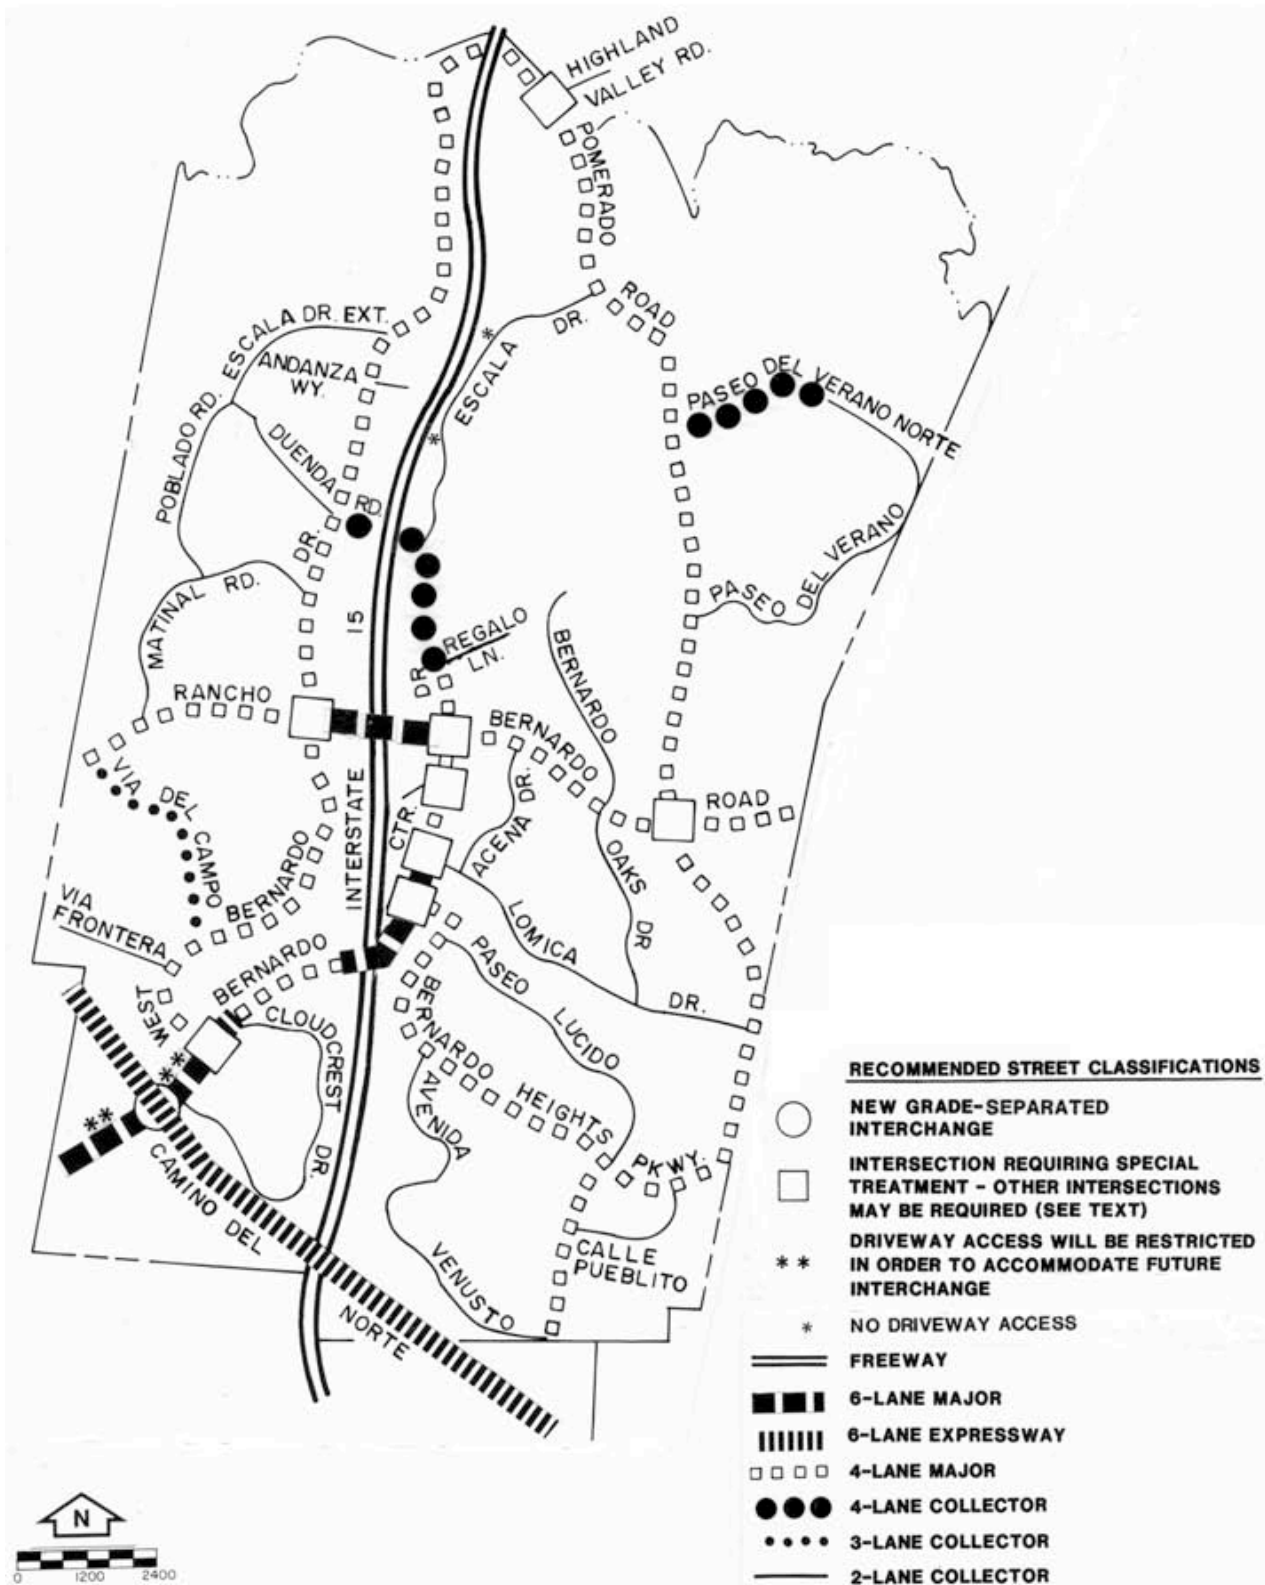 HIGHLAND
VALLEY RD.
POMERADO
ROAD
ESCALA DR. EXT.
DR.
*
ESCALA
ANDANZA
WY.
PASEO DEL VERANO NORTE
*
POBLADO RD.
DUENDA
RD.
DR.
PASEO
DEL VERANO
MATINAL RD.
15
REGALO
LN.
DR.
BERNARDO
RANCHO
BERNARDO
ROAD
VIA
DEL
CAMPO
INTERSTATE
CTR.
ACENA DR.
OAKS
DR
BERNARDO
VIA
FRONTERA
LOMICA
DR.
BERNARDO
PASEO
LUCIDO
WEST
CLOUDCREST
DR.
BERNARDO
HEIGHTS
PKWY.
**
**
AVENIDA
VENUSTO
CAMINO DEL
NORTE
CALLE
PUEBLITO
RECOMMENDED STREET CLASSIFICATIONS
NEW GRADE-SEPARATED
INTERCHANGE
INTERSECTION REQUIRING SPECIAL
TREATMENT - OTHER INTERSECTIONS
MAY BE REQUIRED (SEE TEXT)
DRIVEWAY ACCESS WILL BE RESTRICTED
** IN ORDER TO ACCOMMODATE FUTURE
INTERCHANGE
* NO DRIVEWAY ACCESS
FREEWAY
6-LANE MAJOR
6-LANE EXPRESSWAY
4-LANE MAJOR
4-LANE COLLECTOR
3-LANE COLLECTOR
2-LANE COLLECTOR
N
0 1200 2400